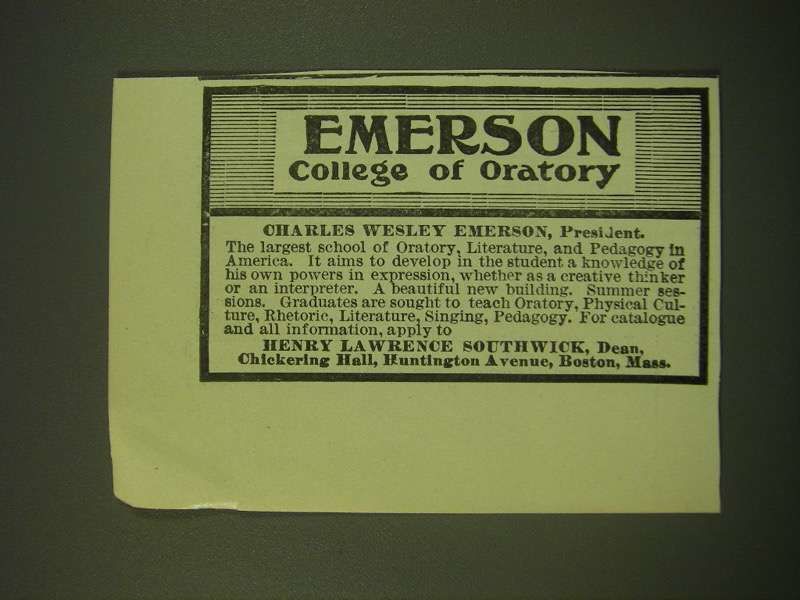 EMERSON
College of Oratory
CHARLES WESLEY EMERSON, President.
The largest school of Oratory, Literature, and Pedagogy in
America. It aims to develop in the student a knowledge of
his own powers in expression, whether as a creative thinker
or an interpreter. A beautiful new building. Summer ses-
sions. Graduates are sought to teach Oratory, Physical Cul-
ture, Rhetoric, Literature, Singing, Pedagogy. For catalogue
and all information, apply to
HENRY LAWRENCE SOUTHWICK, Dean,
Chickering Hall, Huntington Avenue, Boston, Mass.